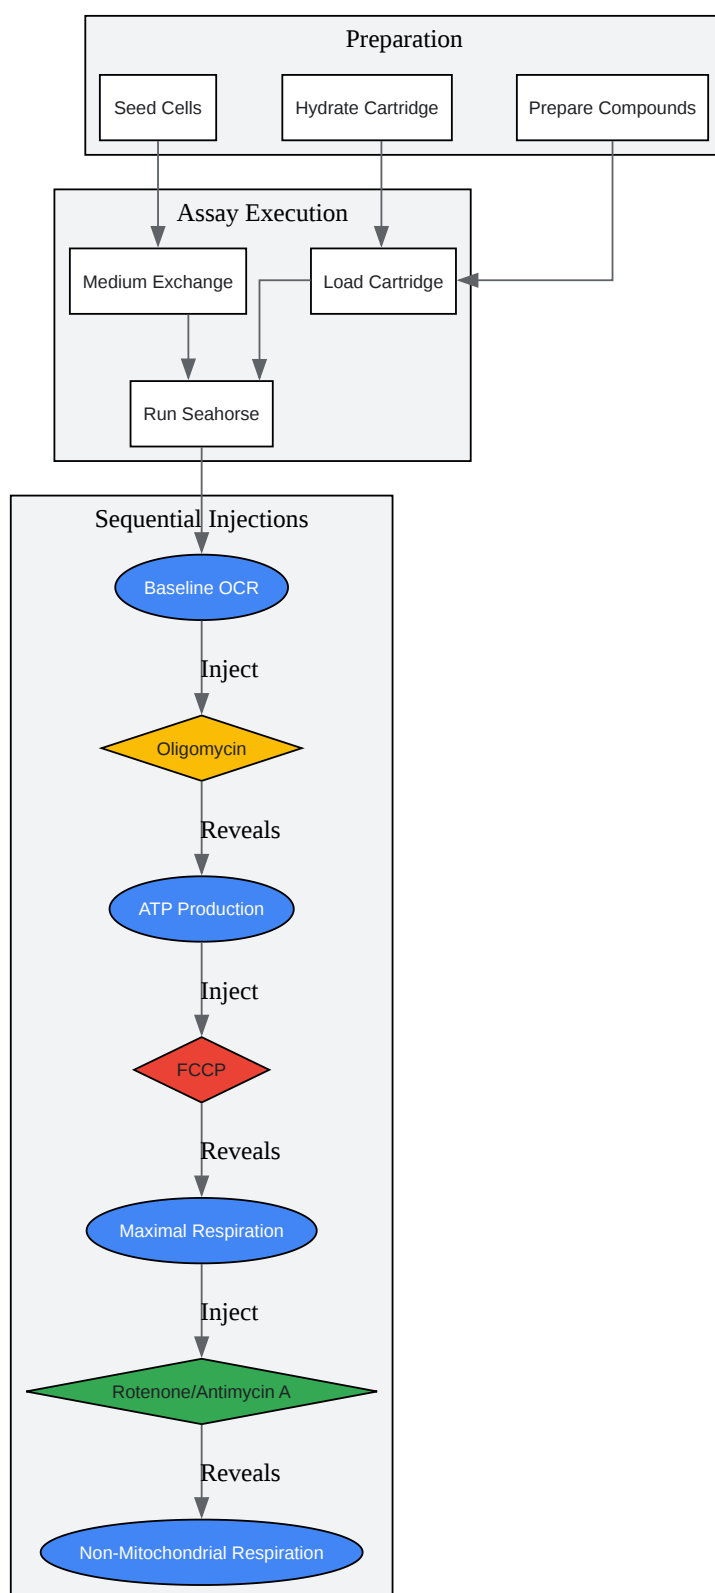 Preparation
Seed Cells
Hydrate Cartridge
Prepare Compounds
Assay Execution
Medium Exchange
Load Cartridge
Run Seahorse
Sequential Injections
Baseline OCR
Inject
Oligomycin
Reveals
ATP Production
Inject
FCCP
Reveals
Maximal Respiration
Inject
Rotenone/Antimycin A
Reveals
Non-Mitochondrial Respiration